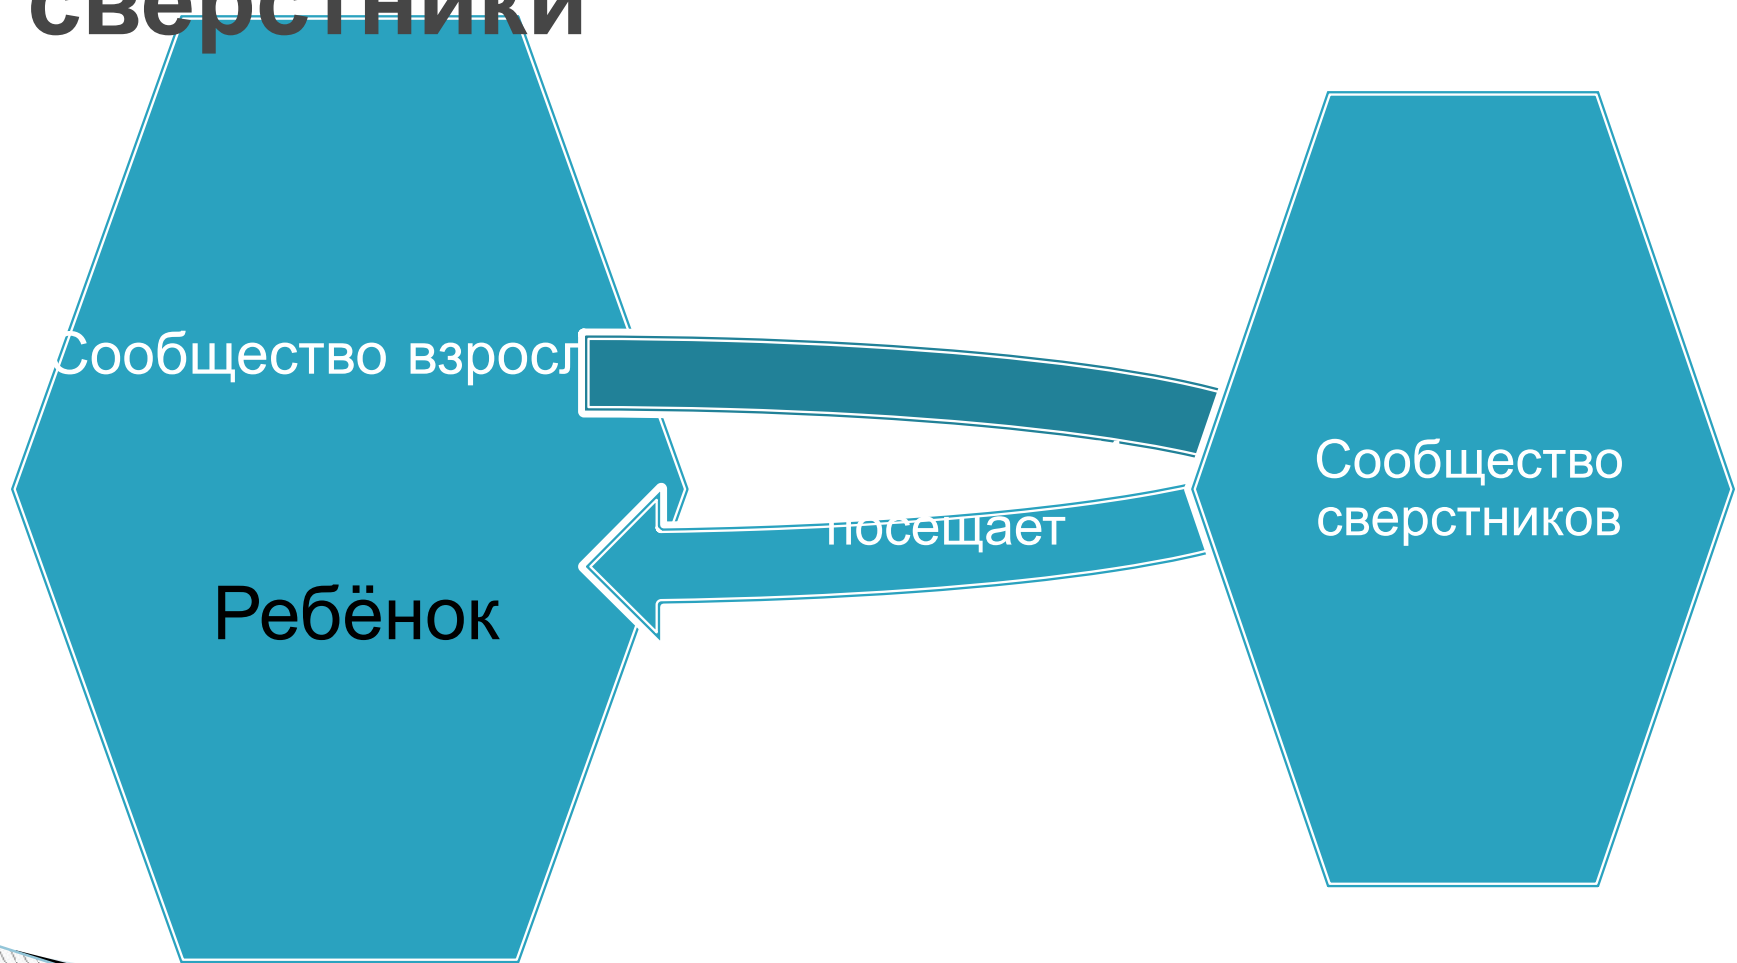 сверстники
Сообщество взросл
посещает
Ребёнок
Сообщество
сверстников